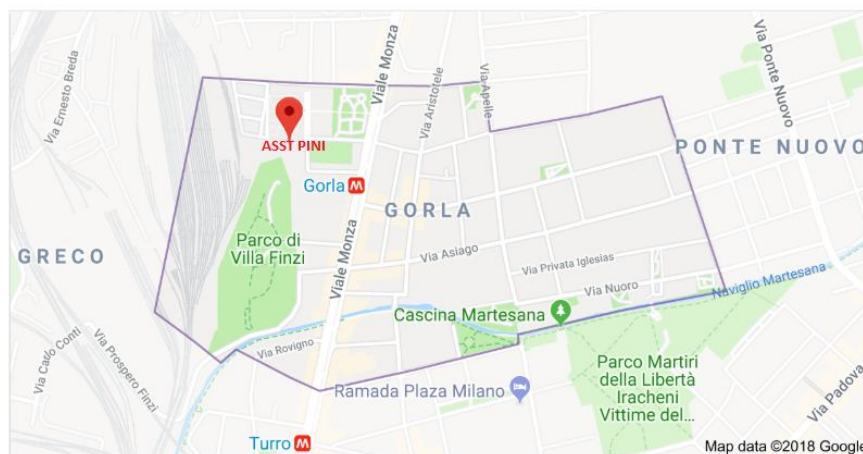 Via Ernesto Breda
Viale Monza
Via Aristotele
Via Apelle
Via Ponte Nuovo
ASST PINI
PONTE NUOVO
Gorla M
GORLA
Parco di
Villa Finzi
GRECO
Via Asiago
Via Privata Iglesias
Via Nuoro
Naviglio Martesana
Viale Monza
Cascina Martesana
Via Rovigno
Via Carlo Conti
Via Prospero Finzi
Ramada Plaza Milano
Parco Martiri
della Libertà
Iracheni
Vittime del...
Via Padova
Turro M
Map data ©2018 Google